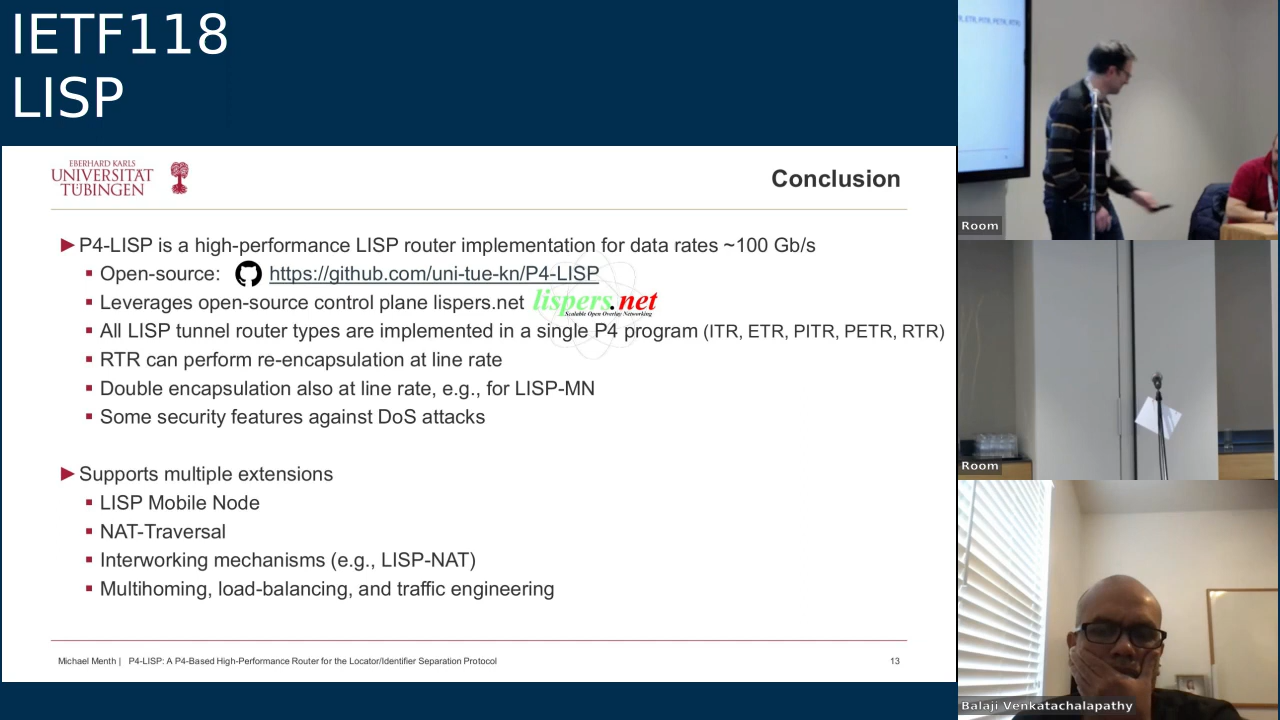 IETF118
LISP
EBERHARD KARLS
UNIVERSITÄT
TÜBINGEN
Conclusion
►P4-LISP is a high-performance LISP router implementation for data rates ~100 Gb/s
▪ Open-source: https://github.com/uni-tue-kn/P4-LISP
▪ Leverages open-source control plane lispers.net lispers.net
Scalable Open Overlay Networking
▪ All LISP tunnel router types are implemented in a single P4 program (ITR, ETR, PITR, PETR, RTR)
▪ RTR can perform re-encapsulation at line rate
▪ Double encapsulation also at line rate, e.g., for LISP-MN
▪ Some security features against DoS attacks
►Supports multiple extensions
▪ LISP Mobile Node
▪ NAT-Traversal
▪ Interworking mechanisms (e.g., LISP-NAT)
▪ Multihoming, load-balancing, and traffic engineering
Michael Menth | P4-LISP: A P4-Based High-Performance Router for the Locator/Identifier Separation Protocol 13
Room
Room
Balaji Venkatachalapathy